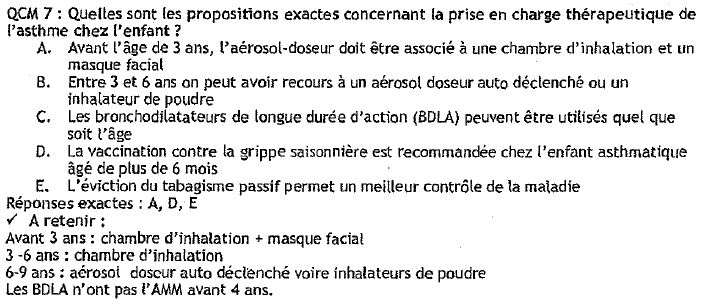 QCM 7 : Quelles sont les propositions exactes concernant la prise en charge thérapeutique de
l'asthme chez l'enfant ?
A. Avant l'âge de 3 ans, l'aérosol-doseur doit être associé à une chambre d'inhalation et un
masque facial
B. Entre 3 et 6 ans on peut avoir recours à un aérosol doseur auto déclenché ou un
inhalateur de poudre
C. Les bronchodilatateurs de longue durée d'action (BDLA) peuvent être utilisés quel que
soit l'âge
D. La vaccination contre la grippe saisonnière est recommandée chez l'enfant asthmatique
âgé de plus de 6 mois
E. L'éviction du tabagisme passif permet un meilleur contrôle de la maladie
Réponses exactes : A, D, E
✓ A retenir :
Avant 3 ans : chambre d'inhalation + masque facial
3 -6 ans : chambre d'inhalation
6-9 ans : aérosol doseur auto déclenché voire inhalateurs de poudre
Les BDLA n'ont pas l'AMM avant 4 ans.